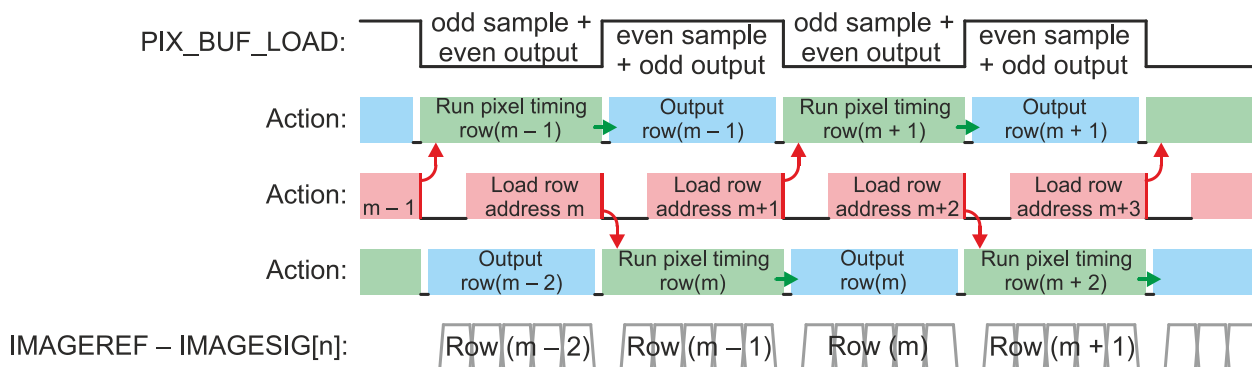 PIX_BUF_LOAD:
odd sample +
even output
even sample
+ odd output
odd sample +
even output
even sample
+ odd output
Action:
Run pixel timing
row(m – 1)
Output
row(m – 1)
Run pixel timing
row(m + 1)
Output
row(m + 1)
Action:
m – 1
Load row
address m
Load row
address m+1
Load row
address m+2
Load row
address m+3
Action:
Output
row(m – 2)
Run pixel timing
row(m)
Output
row(m)
Run pixel timing
row(m + 2)
IMAGEREF – IMAGESIG[n]:
Row (m – 2)
Row (m – 1)
Row (m)
Row (m + 1)